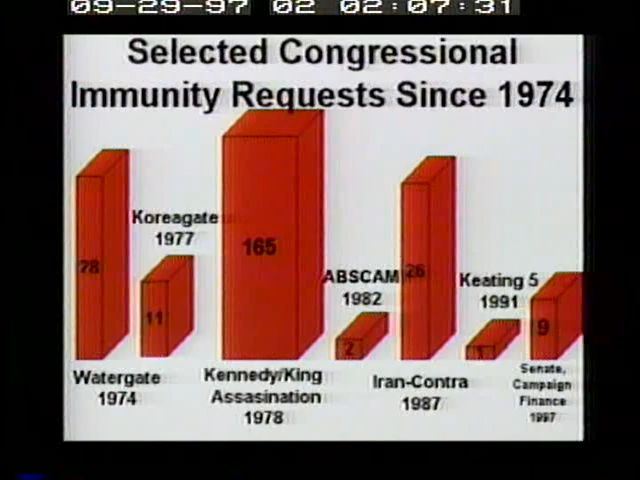 09-29-97 02 02:07:31
Selected Congressional
Immunity Requests Since 1974
28
Watergate
1974
Koreagate
1977
11
165
Kennedy/King
Assasination
1978
ABSCAM
1982
2
26
Iran-Contra
1987
Keating 5
1991
1
9
Senate,
Campaign
Finance
1997